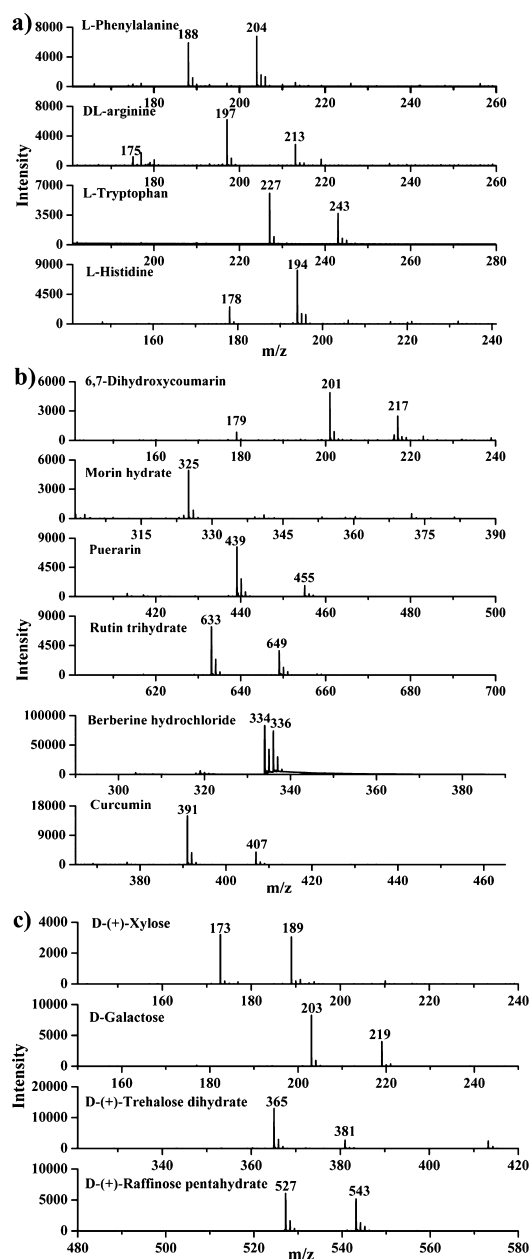 a)
L-Phenylalanine
188
204
8000
4000
0
180 200 220 240 260
DL-arginine
197
175
213
8000
4000
0
180 200 220 240 260
Intensity
L-Tryptophan
227
243
7000
3500
0
200 220 240 260 280
L-Histidine
194
178
9000
4500
0
160 180 200 220 240
m/z
b)
6,7-Dihydroxycoumarin
179
201
217
6000
3000
0
160 180 200 220 240
Morin hydrate
325
6000
3000
0
315 330 345 360 375 390
Puerarin
439
455
9000
4500
0
420 440 460 480 500
Intensity
Rutin trihydrate
633
649
9000
4500
0
620 640 660 680 700
Berberine hydrochloride
334
336
100000
50000
0
300 320 340 360 380
Curcumin
391
407
18000
9000
0
380 400 420 440 460
m/z
c)
D-(+)-Xylose
173
189
4000
2000
0
160 180 200 220 240
D-Galactose
203
219
10000
5000
0
160 180 200 220 240
Intensity
D-(+)-Trehalose dihydrate
365
381
20000
10000
0
340 360 380 400 420
D-(+)-Raffinose pentahydrate
527
543
10000
5000
0
480 500 520 540 560 580
m/z